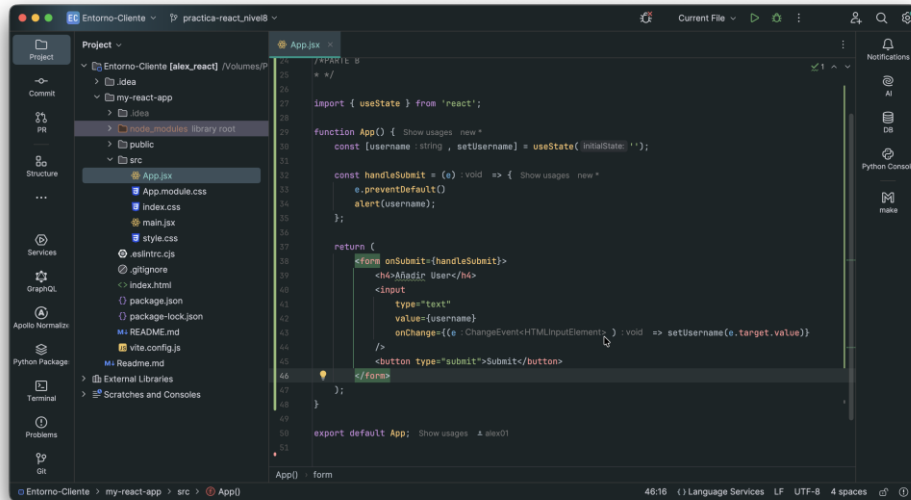 EC Entorno-Cliente
practica-react_nivel8
Current File
Project
Commit
PR
Structure
Services
GraphQL
Apollo Normaliz
Python Package
Terminal
Problems
Git
Project
Entorno-Cliente [alex_react] /Volumes/P
.idea
my-react-app
.idea
node_modules library root
public
src
App.jsx
App.module.css
index.css
main.jsx
style.css
.eslintrc.cjs
.gitignore
index.html
package.json
package-lock.json
README.md
vite.config.js
Readme.md
External Libraries
Scratches and Consoles
App.jsx
1
24 /*PARTE B
25 * */
26
27 import { useState } from 'react';
28
29 function App() { Show usages new *
30 const [username : string , setUsername] = useState( initialState: '');
31
32 const handleSubmit = (e) : void => { Show usages new *
33 e.preventDefault()
34 alert(username);
35 };
36
37 return (
38 <form onSubmit={handleSubmit}>
39 <h4>Añadir User</h4>
40 <input
41 type="text"
42 value={username}
43 onChange={(e : ChangeEvent<HTMLInputElement> ) : void => setUsername(e.target.value)}
44 />
45 <button type="submit">Submit</button>
46 </form>
47 );
48 }
49
50 export default App; Show usages alex01
51
App() > form
Notifications
AI
DB
Python Consol
make
Entorno-Cliente > my-react-app > src > App()
46:16 Language Services LF UTF-8 4 spaces